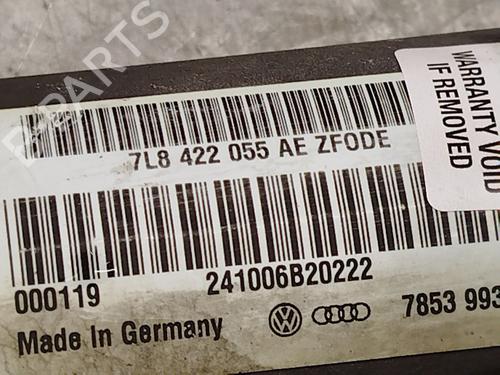 B-PARTS
7L8 422 055 AE ZFODE
WARRANTY VOID
IF REMOVED
000119
241006B20222
Made In Germany
7853 993